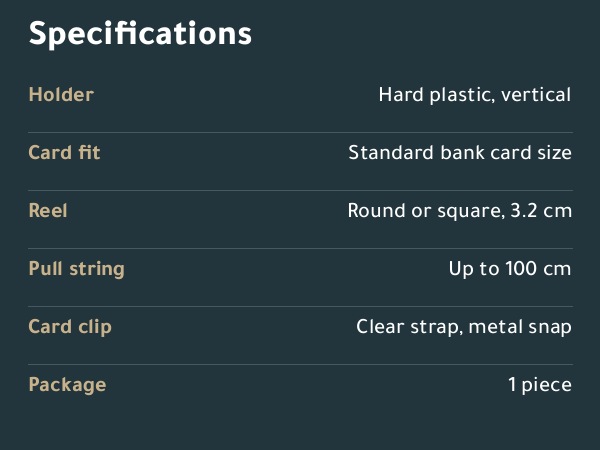 Specifications
Holder Hard plastic, vertical
Card fit Standard bank card size
Reel Round or square, 3.2 cm
Pull string Up to 100 cm
Card clip Clear strap, metal snap
Package 1 piece